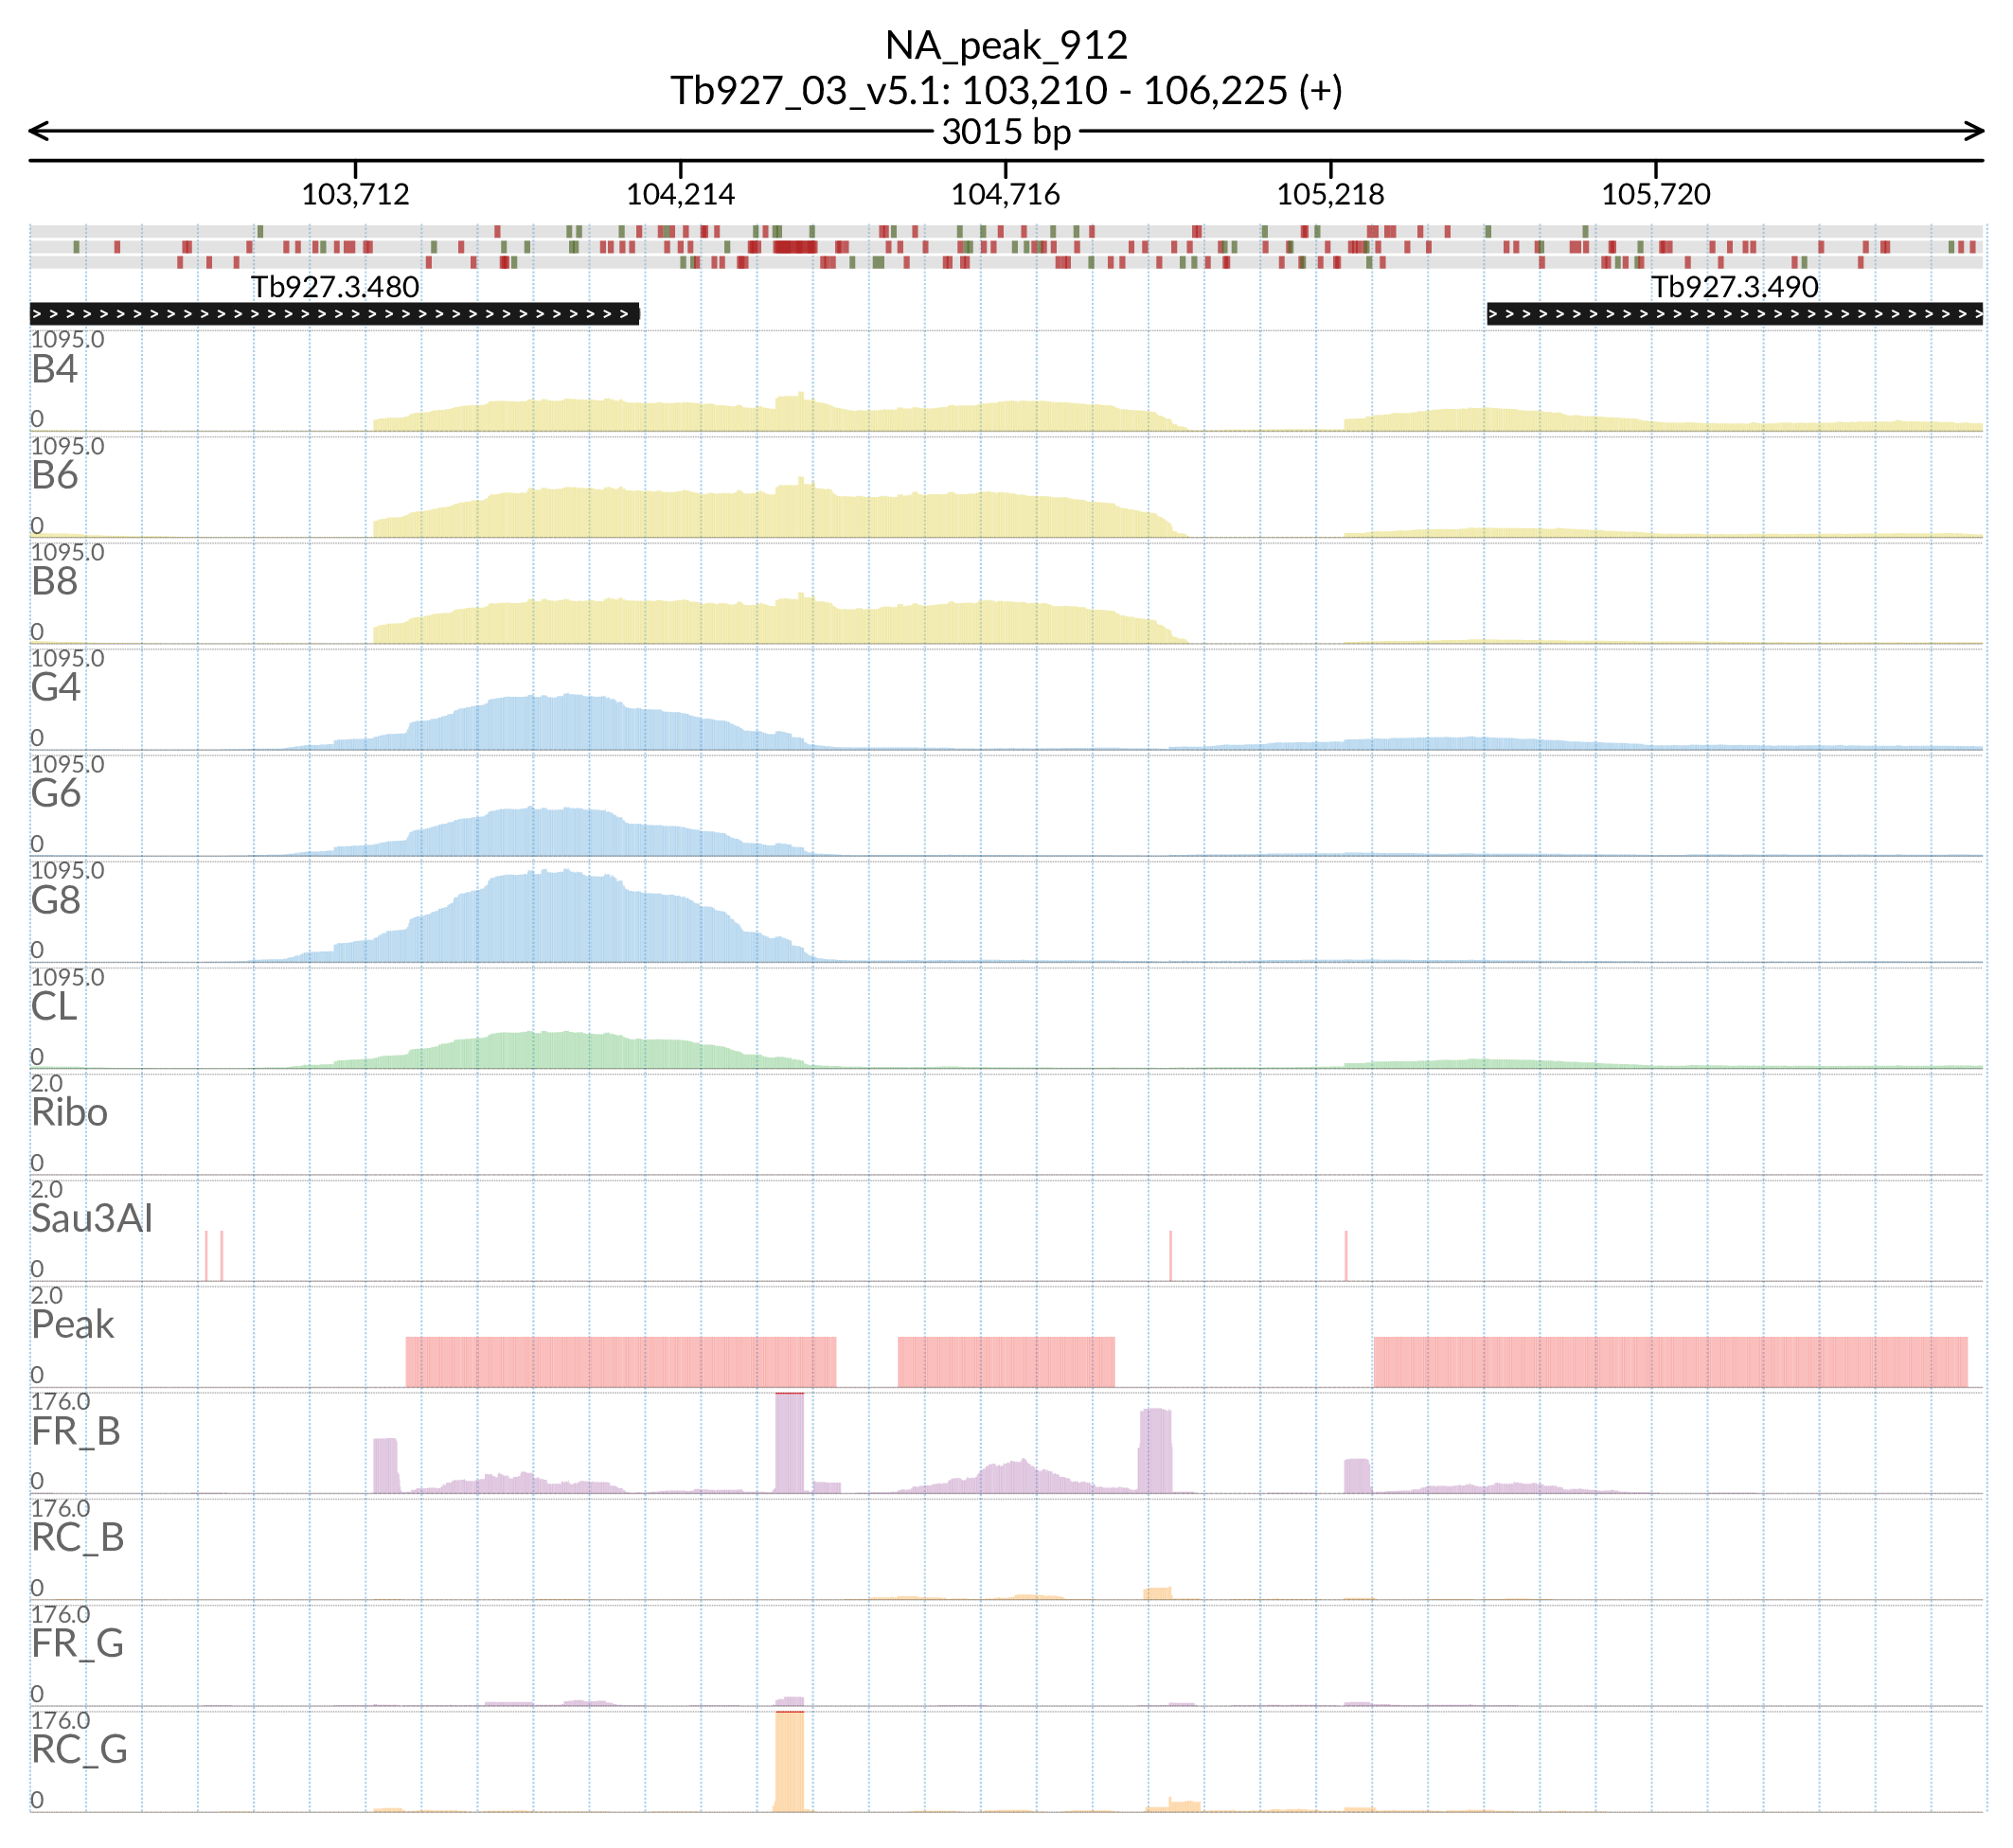 NA_peak_912
Tb927_03_v5.1: 103,210 - 106,225 (+)
3015 bp
103,712 104,214 104,716 105,218 105,720
Tb927.3.480 Tb927.3.490
1095.0
B4
0
1095.0
B6
0
1095.0
B8
0
1095.0
G4
0
1095.0
G6
0
1095.0
G8
0
1095.0
CL
0
2.0
Ribo
0
2.0
Sau3AI
0
2.0
Peak
0
176.0
FR_B
0
176.0
RC_B
0
176.0
FR_G
0
176.0
RC_G
0